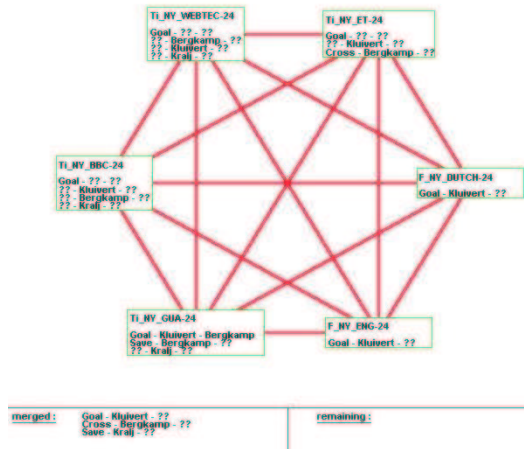 Ti_NY_WEBTEC-24
Goal - ?? - ??
?? - Bergkamp - ??
?? - Kluivert - ??
?? - Kralj - ??
Ti_NY_ET-24
Goal - ?? - ??
?? - Kluivert - ??
Cross - Bergkamp - ??
Ti_NY_BBC-24
Goal - ?? - ??
?? - Kluivert - ??
?? - Bergkamp - ??
?? - Kralj - ??
F_NY_DUTCH-24
Goal - Kluivert - ??
Ti_NY_GUA-24
Goal - Kluivert - Bergkamp
Save - Bergkamp - ??
?? - Kralj - ??
F_NY_ENG-24
Goal - Kluivert - ??
merged :
Goal - Kluivert - ??
Cross - Bergkamp - ??
Save - Kralj - ??
remaining :